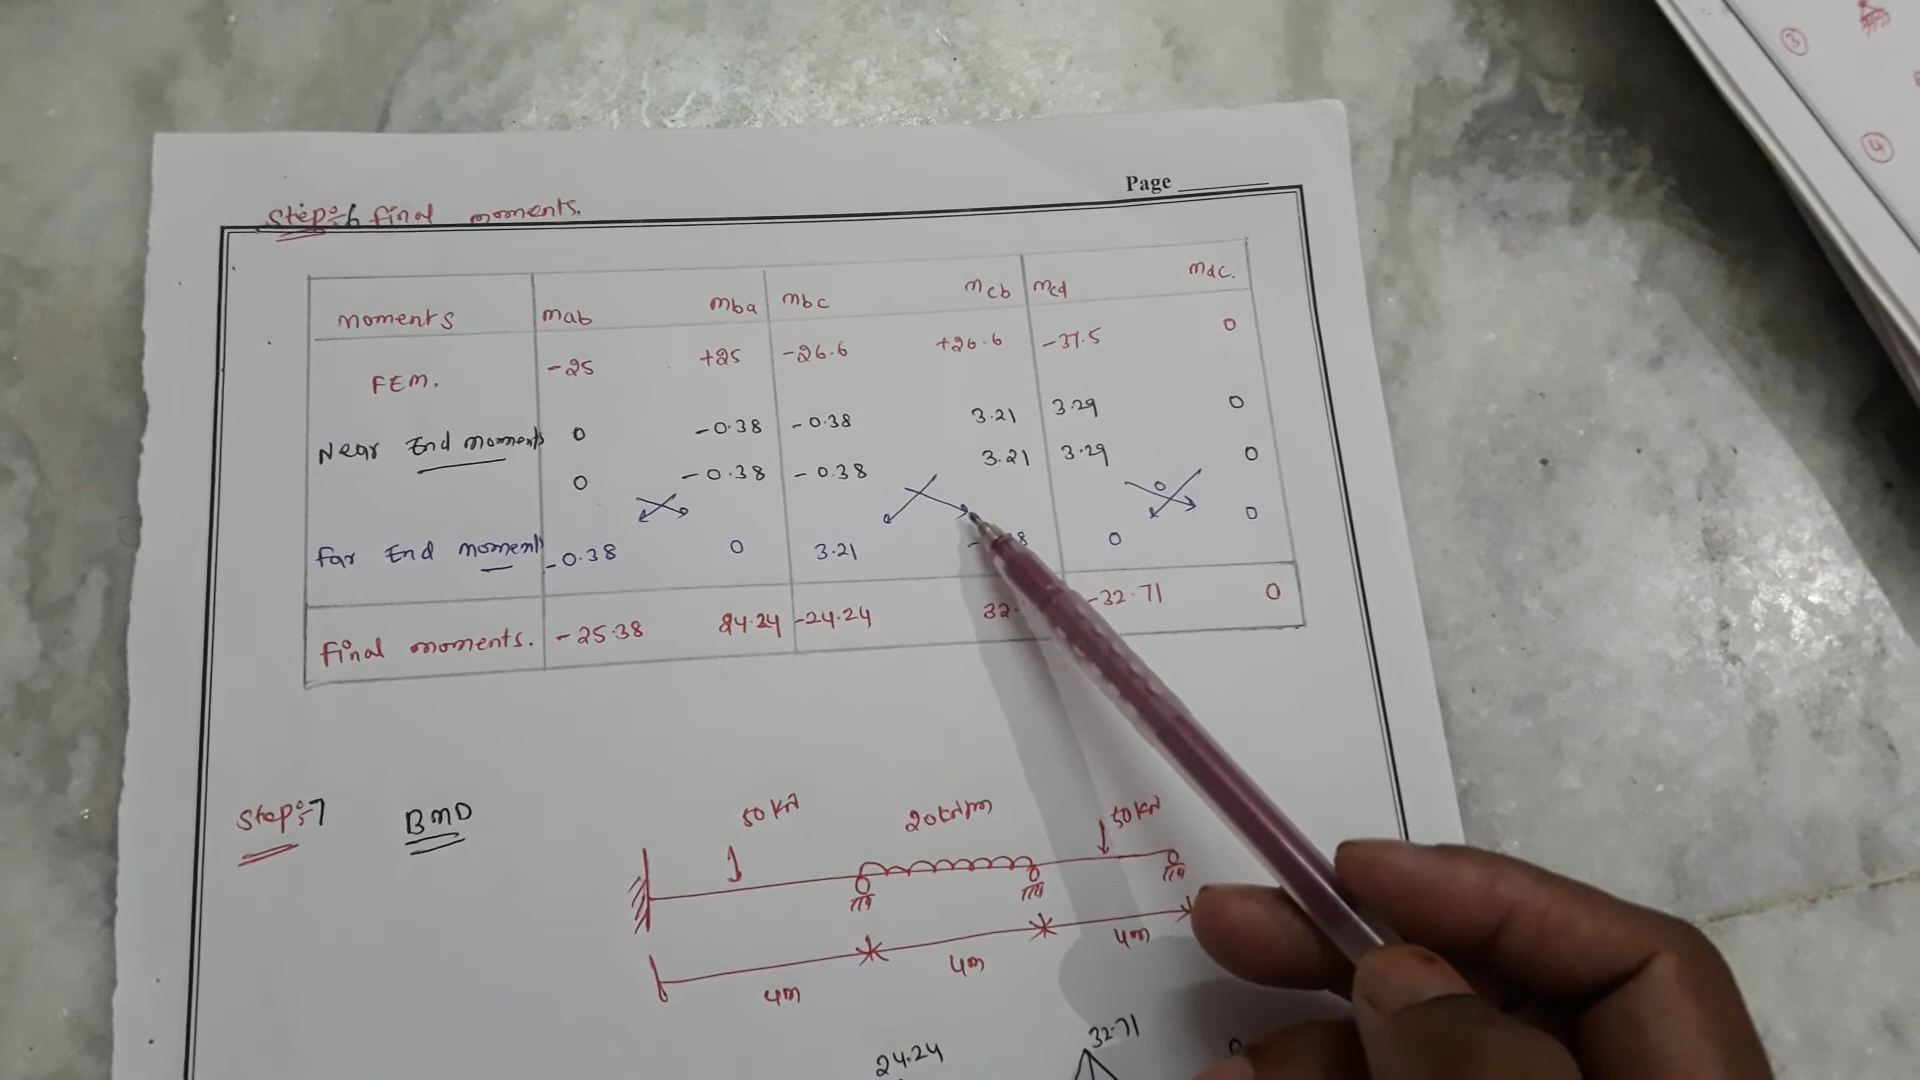 Page
Step:-6 final moments.
moments mab mba mbc mcb mcd mdc.
FEM. -25 +25 -26.6 +26.6 -37.5 0
Near End moments 0 -0.38 -0.38 3.21 3.29 0
0 -0.38 -0.38 3.21 3.29 0
0 0
far End moment -0.38 0 3.21 0
final moments. -25.38 24.24 -24.24 32. -32.71 0
Step:-7 BMD
50KN 20kN/m 50KN
4m 4m 4m
24.24 32.71
3
4